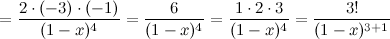 = \frac{2 \cdot (-3) \cdot (-1)}{(1-x)^4} = \frac{6}{(1-x)^4} = \frac{1 \cdot 2 \cdot 3}{(1-x)^4} = \frac{3!}{(1-x)^{3+1}}